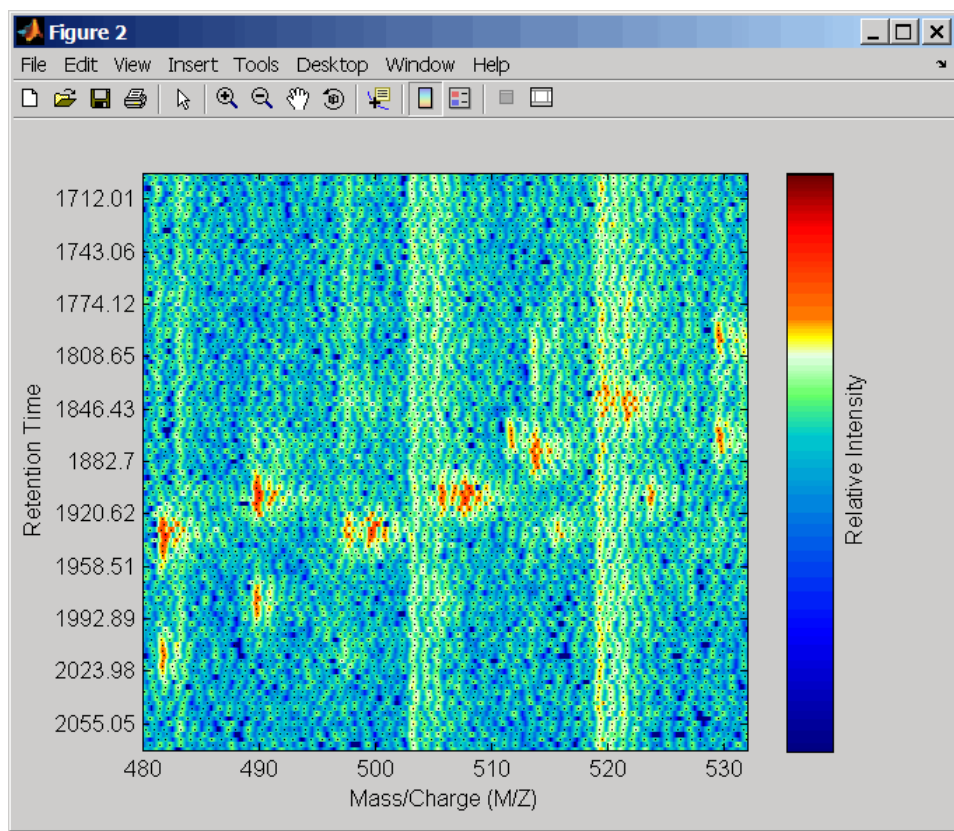 Figure 2
File Edit View Insert Tools Desktop Window Help
1712.01
1743.06
1774.12
1808.65
1846.43
1882.7
1920.62
1958.51
1992.89
2023.98
2055.05
Retention Time
480 490 500 510 520 530
Mass/Charge (M/Z)
Relative Intensity